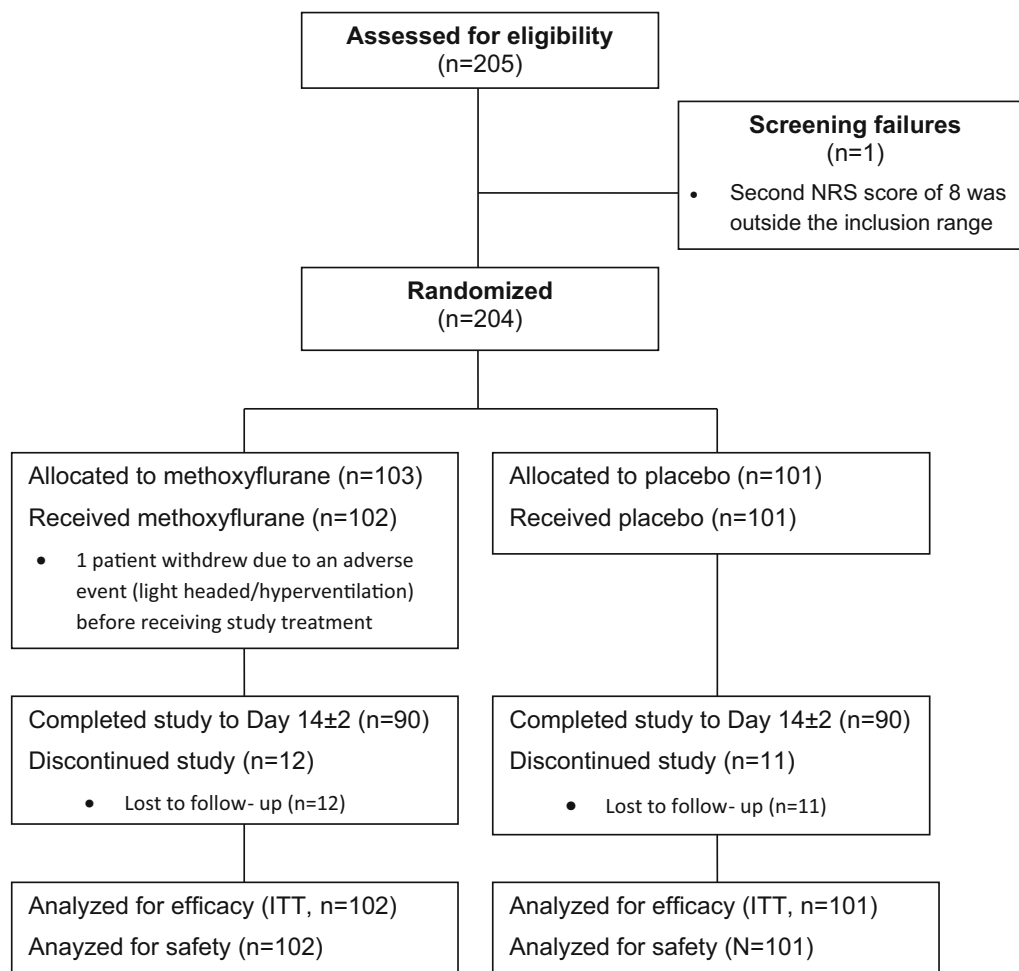 Assessed for eligibility
(n=205)
Screening failures
(n=1)
• Second NRS score of 8 was
outside the inclusion range
Randomized
(n=204)
Allocated to methoxyflurane (n=103)
Received methoxyflurane (n=102)
• 1 patient withdrew due to an adverse
event (light headed/hyperventilation)
before receiving study treatment
Allocated to placebo (n=101)
Received placebo (n=101)
Completed study to Day 14±2 (n=90)
Discontinued study (n=12)
• Lost to follow- up (n=12)
Completed study to Day 14±2 (n=90)
Discontinued study (n=11)
• Lost to follow- up (n=11)
Analyzed for efficacy (ITT, n=102)
Anayzed for safety (n=102)
Analyzed for efficacy (ITT, n=101)
Analyzed for safety (N=101)